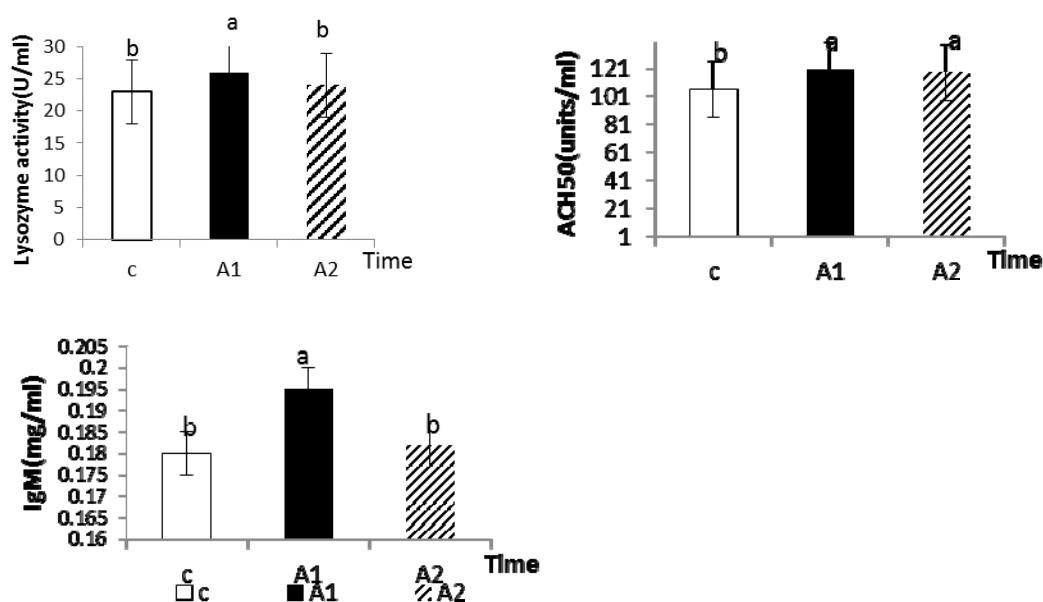 Lysozyme activity(U/ml)
30
25
20
15
10
5
0
b
a
b
c
A1
A2
Time
ACH50(units/ml)
121
101
81
61
41
21
1
b
a
a
c
A1
A2
Time
IgM(mg/ml)
0.205
0.2
0.195
0.19
0.185
0.18
0.175
0.17
0.165
0.16
b
a
b
c
A1
A2
Time
c
A1
A2